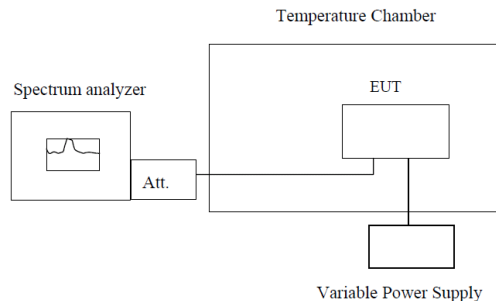 Temperature Chamber
Spectrum analyzer
EUT
Att.
Variable Power Supply